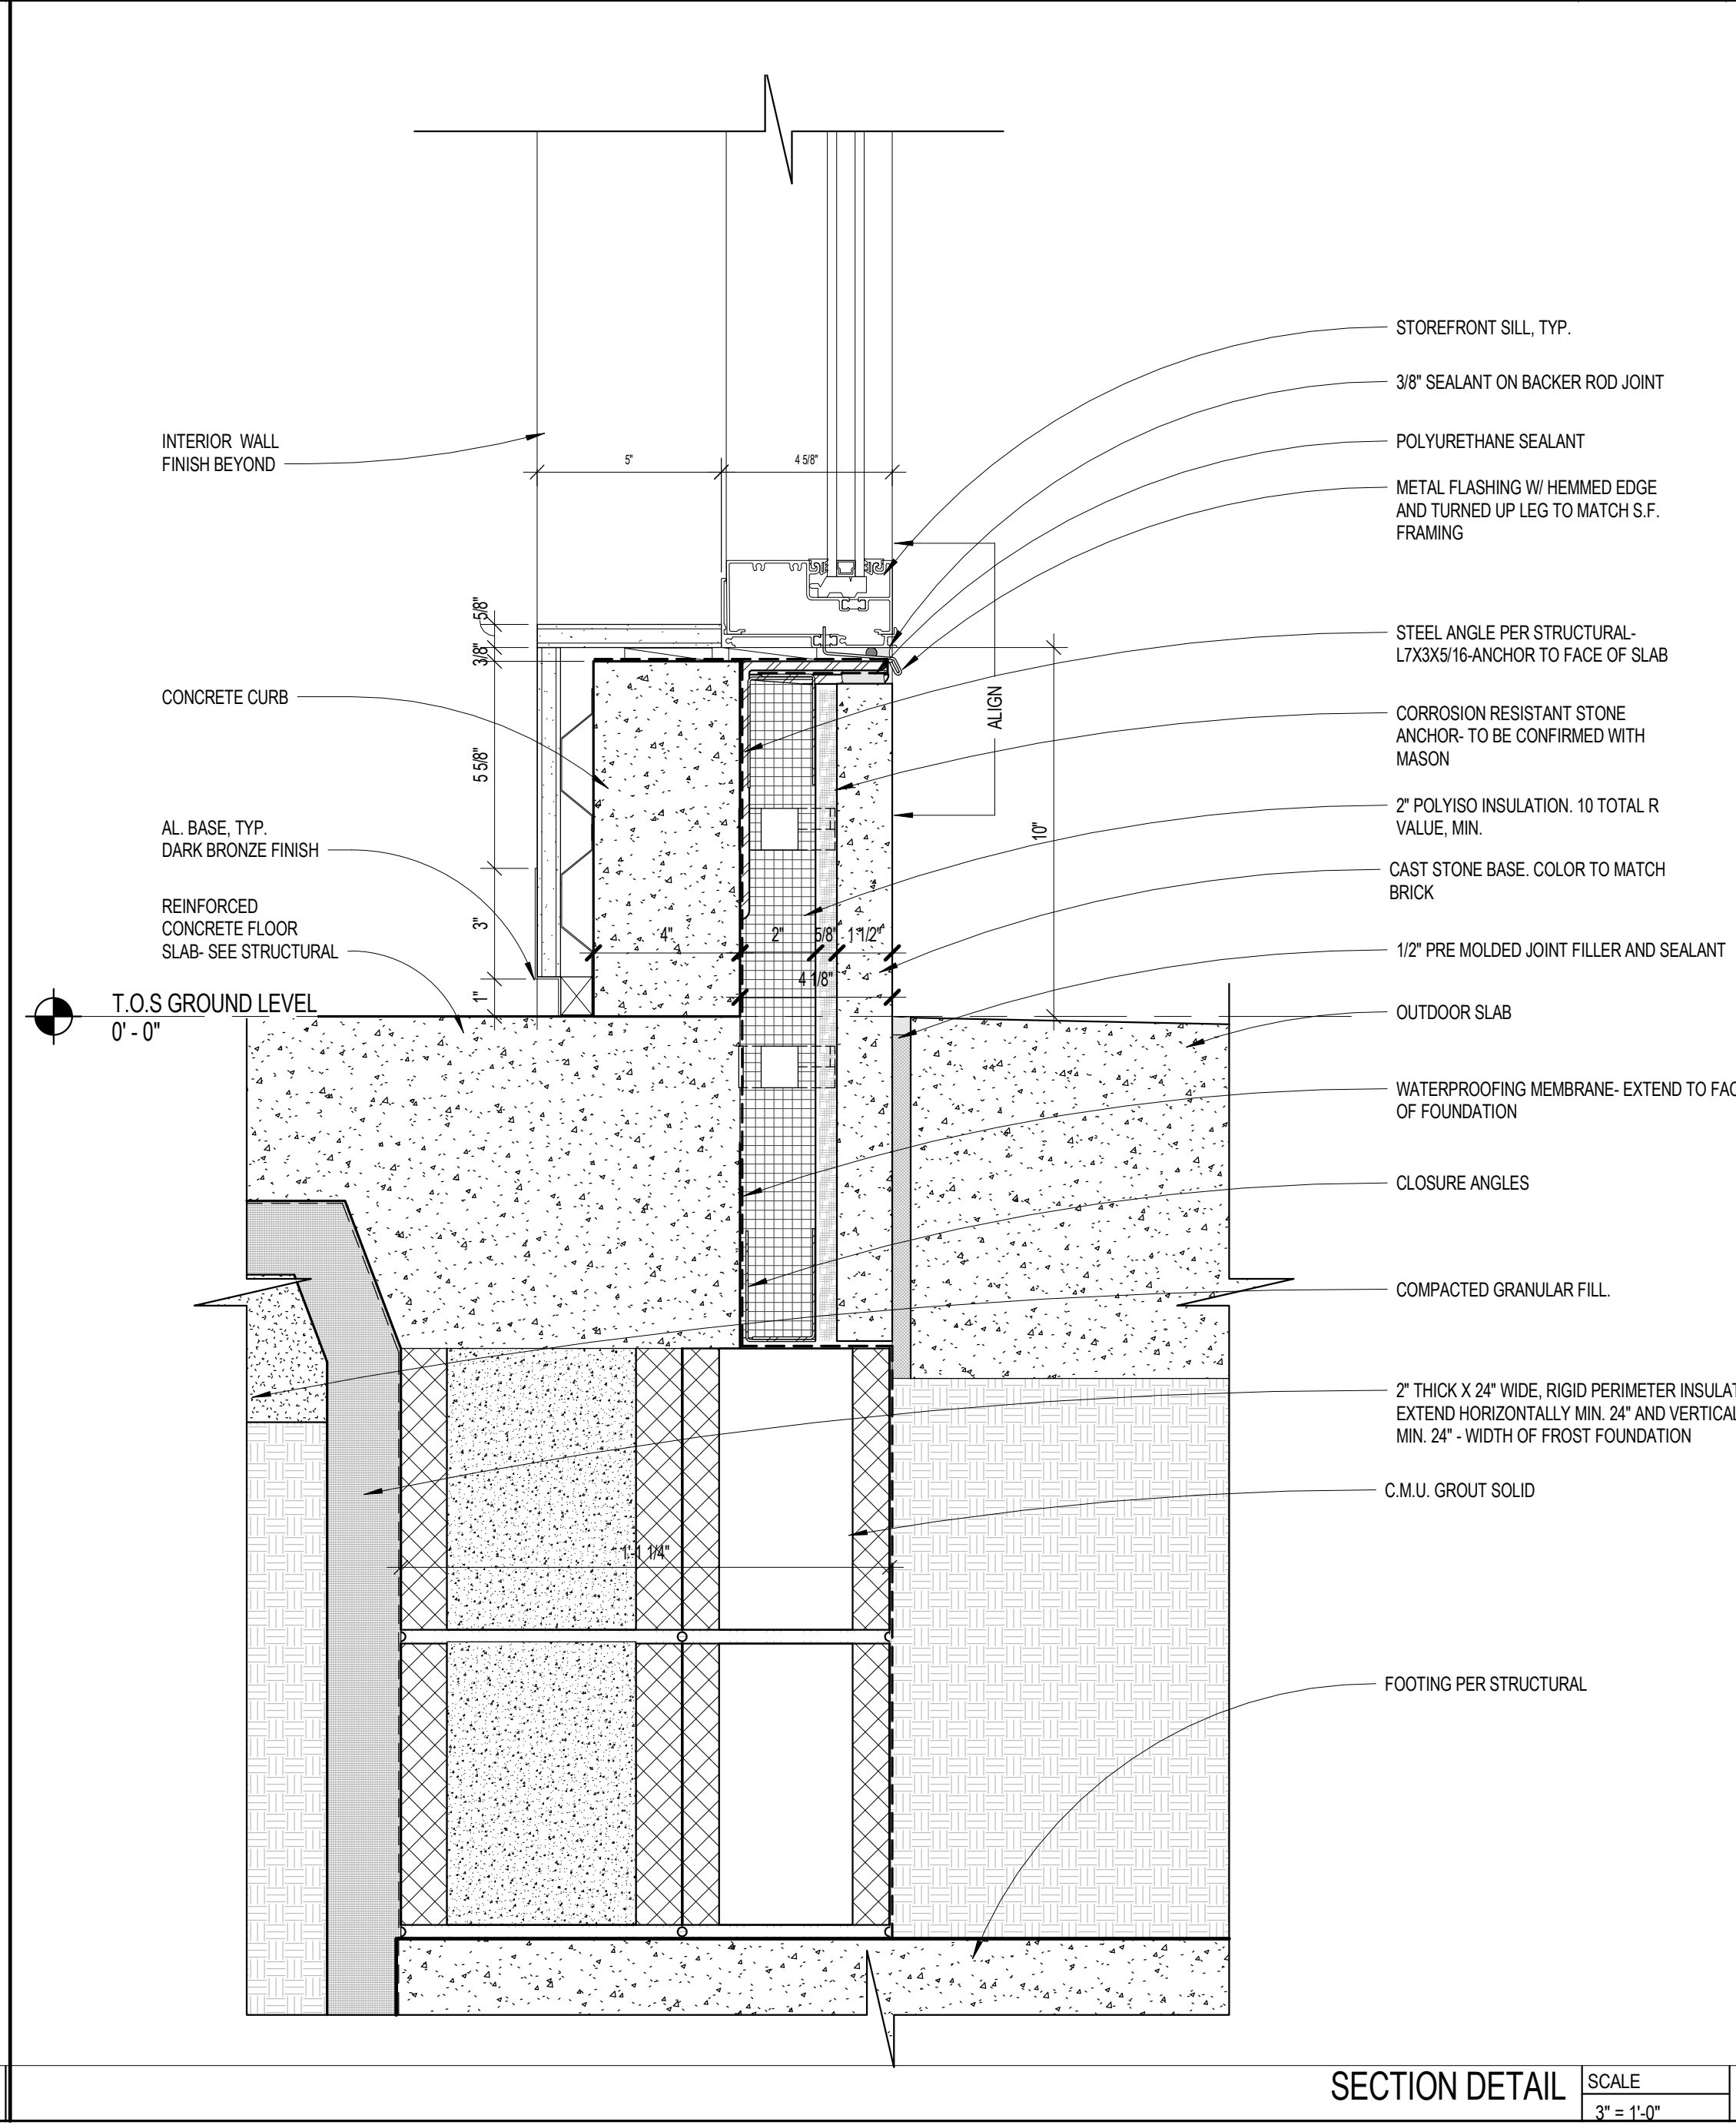 INTERIOR WALL
FINISH BEYOND
CONCRETE CURB
AL. BASE, TYP.
DARK BRONZE FINISH
REINFORCED
CONCRETE FLOOR
SLAB- SEE STRUCTURAL
T.O.S GROUND LEVEL
0' - 0"
5"
4 5/8"
5/8"
3/8"
5 5/8"
3"
1"
ALIGN
10"
4"
2"
5/8"
1 1/2"
4 1/8"
1'-1 1/4"
STOREFRONT SILL, TYP.
3/8" SEALANT ON BACKER ROD JOINT
POLYURETHANE SEALANT
METAL FLASHING W/ HEMMED EDGE
AND TURNED UP LEG TO MATCH S.F.
FRAMING
STEEL ANGLE PER STRUCTURAL-
L7X3X5/16-ANCHOR TO FACE OF SLAB
CORROSION RESISTANT STONE
ANCHOR- TO BE CONFIRMED WITH
MASON
2" POLYISO INSULATION. 10 TOTAL R
VALUE, MIN.
CAST STONE BASE. COLOR TO MATCH
BRICK
1/2" PRE MOLDED JOINT FILLER AND SEALANT
OUTDOOR SLAB
WATERPROOFING MEMBRANE- EXTEND TO FAC
OF FOUNDATION
CLOSURE ANGLES
COMPACTED GRANULAR FILL.
2" THICK X 24" WIDE, RIGID PERIMETER INSULAT
EXTEND HORIZONTALLY MIN. 24" AND VERTICAL
MIN. 24" - WIDTH OF FROST FOUNDATION
C.M.U. GROUT SOLID
FOOTING PER STRUCTURAL
SECTION DETAIL
SCALE
3" = 1'-0"